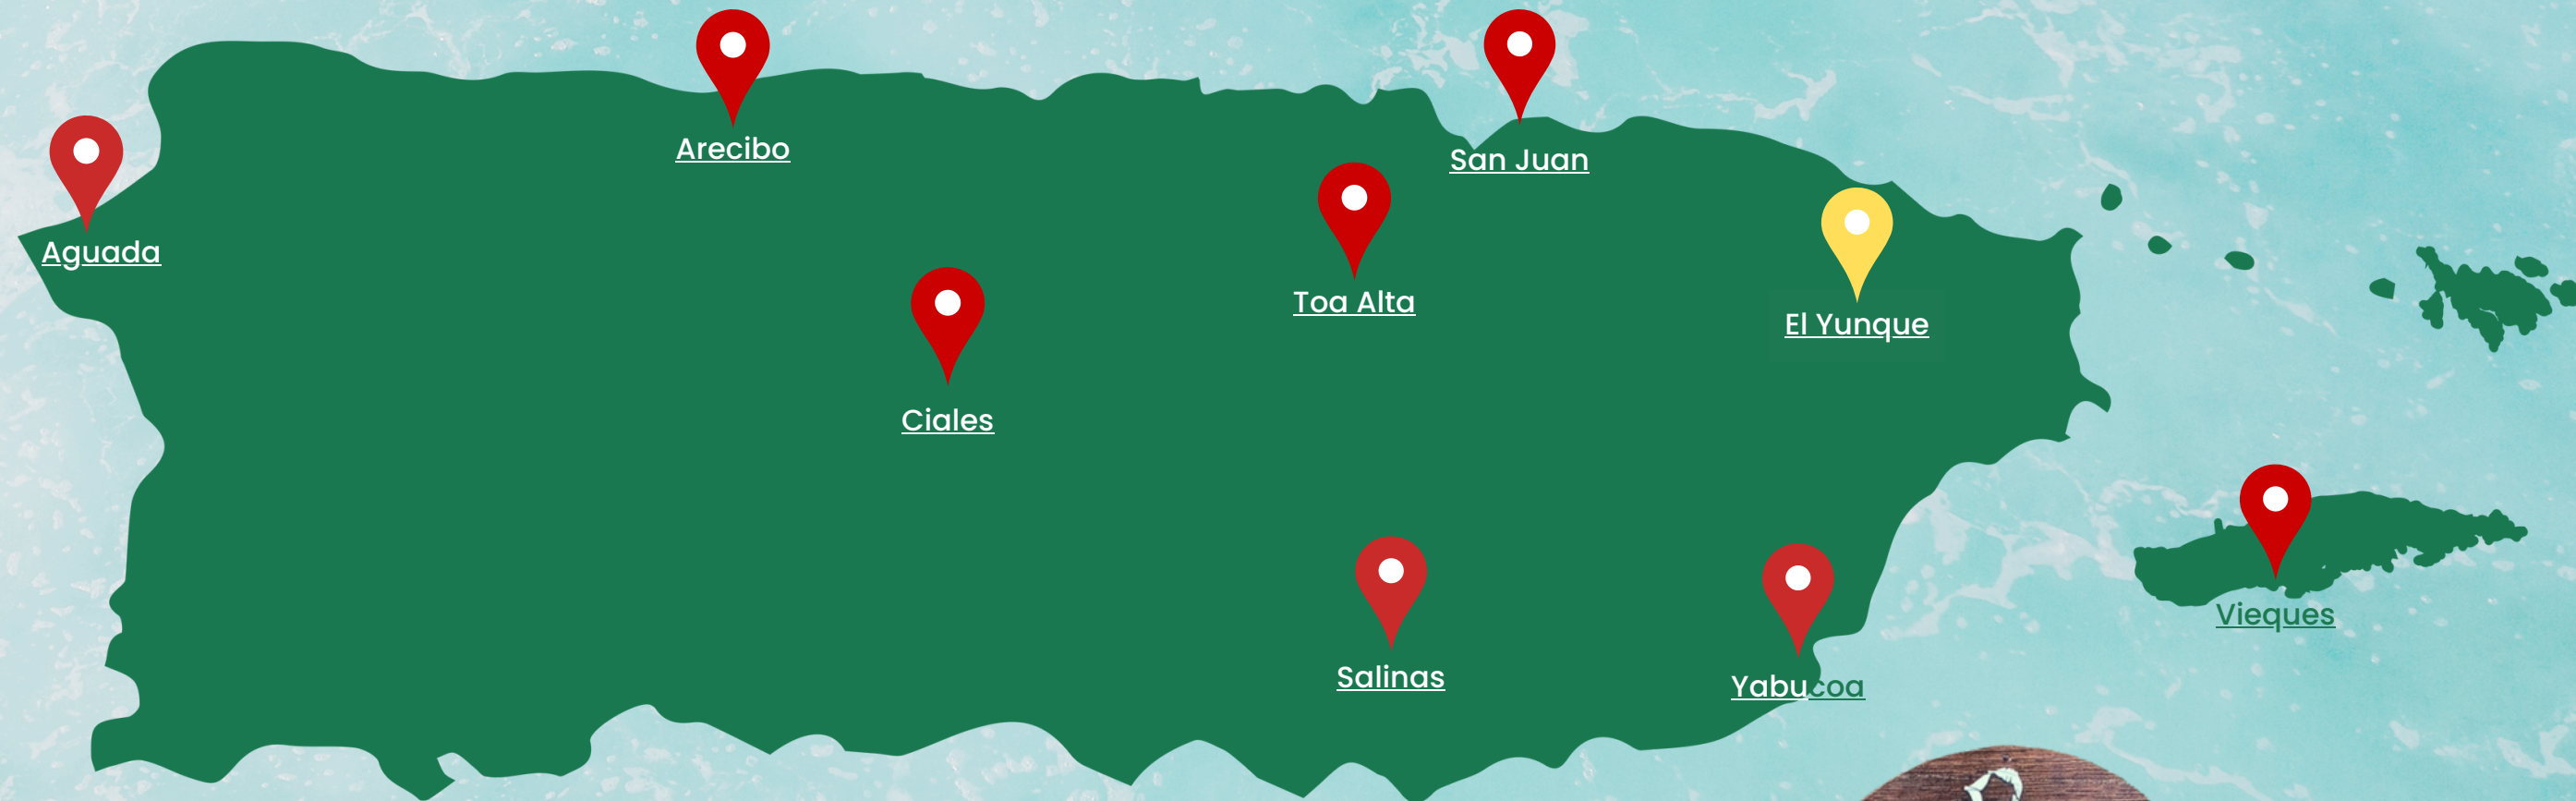 Arecibo
San Juan
Aguada
Toa Alta
El Yunque
Ciales
Vieques
Salinas
Yabucoa